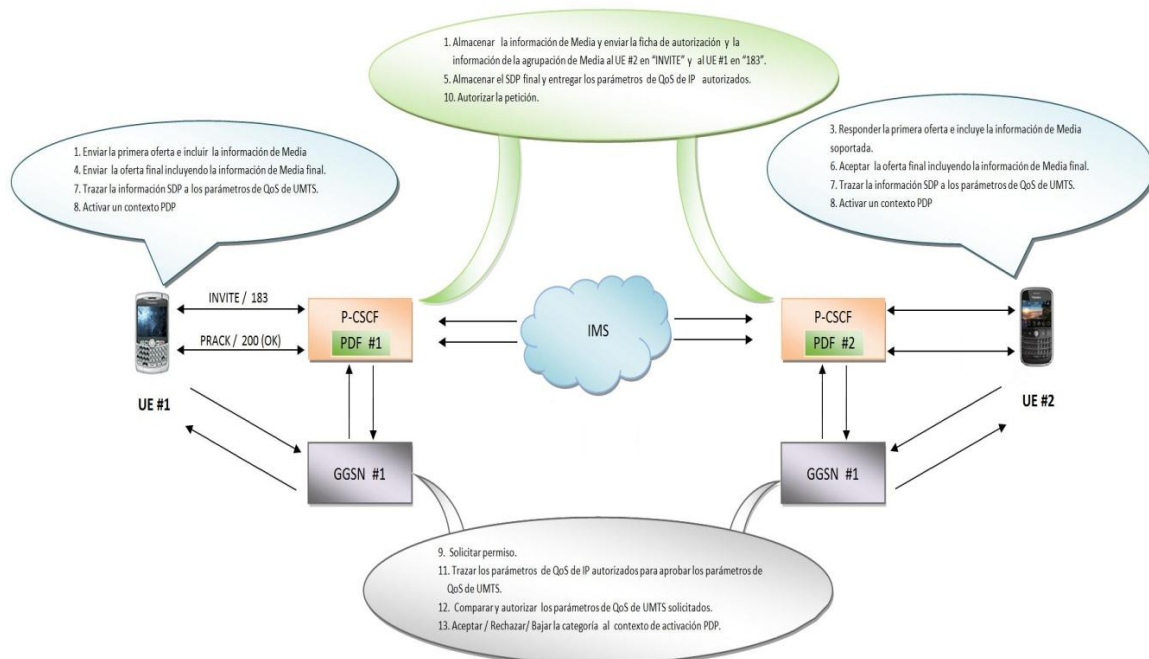 1. Almacenar la información de Media y enviar la ficha de autorización y la
información de la agrupación de Media al UE #2 en “INVITE” y al UE #1 en “183”.
5. Almacenar el SDP final y entregar los parámetros de QoS de IP autorizados.
10. Autorizar la petición.
1. Enviar la primera oferta e incluir la información de Media
4. Enviar la oferta final incluyendo la información de Media final.
7. Trazar la información SDP a los parámetros de QoS de UMTS.
8. Activar un contexto PDP
3. Responder la primera oferta e incluye la información de Media
soportada.
6. Aceptar la oferta final incluyendo la información de Media final.
7. Trazar la información SDP a los parámetros de QoS de UMTS.
8. Activar un contexto PDP
INVITE / 183
PRACK / 200 (OK)
UE #1
P-CSCF
PDF #1
IMS
P-CSCF
PDF #2
UE #2
GGSN #1
GGSN #1
9. Solicitar permiso.
11. Trazar los parámetros de QoS de IP autorizados para aprobar los parámetros de
QoS de UMTS.
12. Comparar y autorizar los parámetros de QoS de UMTS solicitados.
13. Aceptar / Rechazar/ Bajar la categoría al contexto de activación PDP.